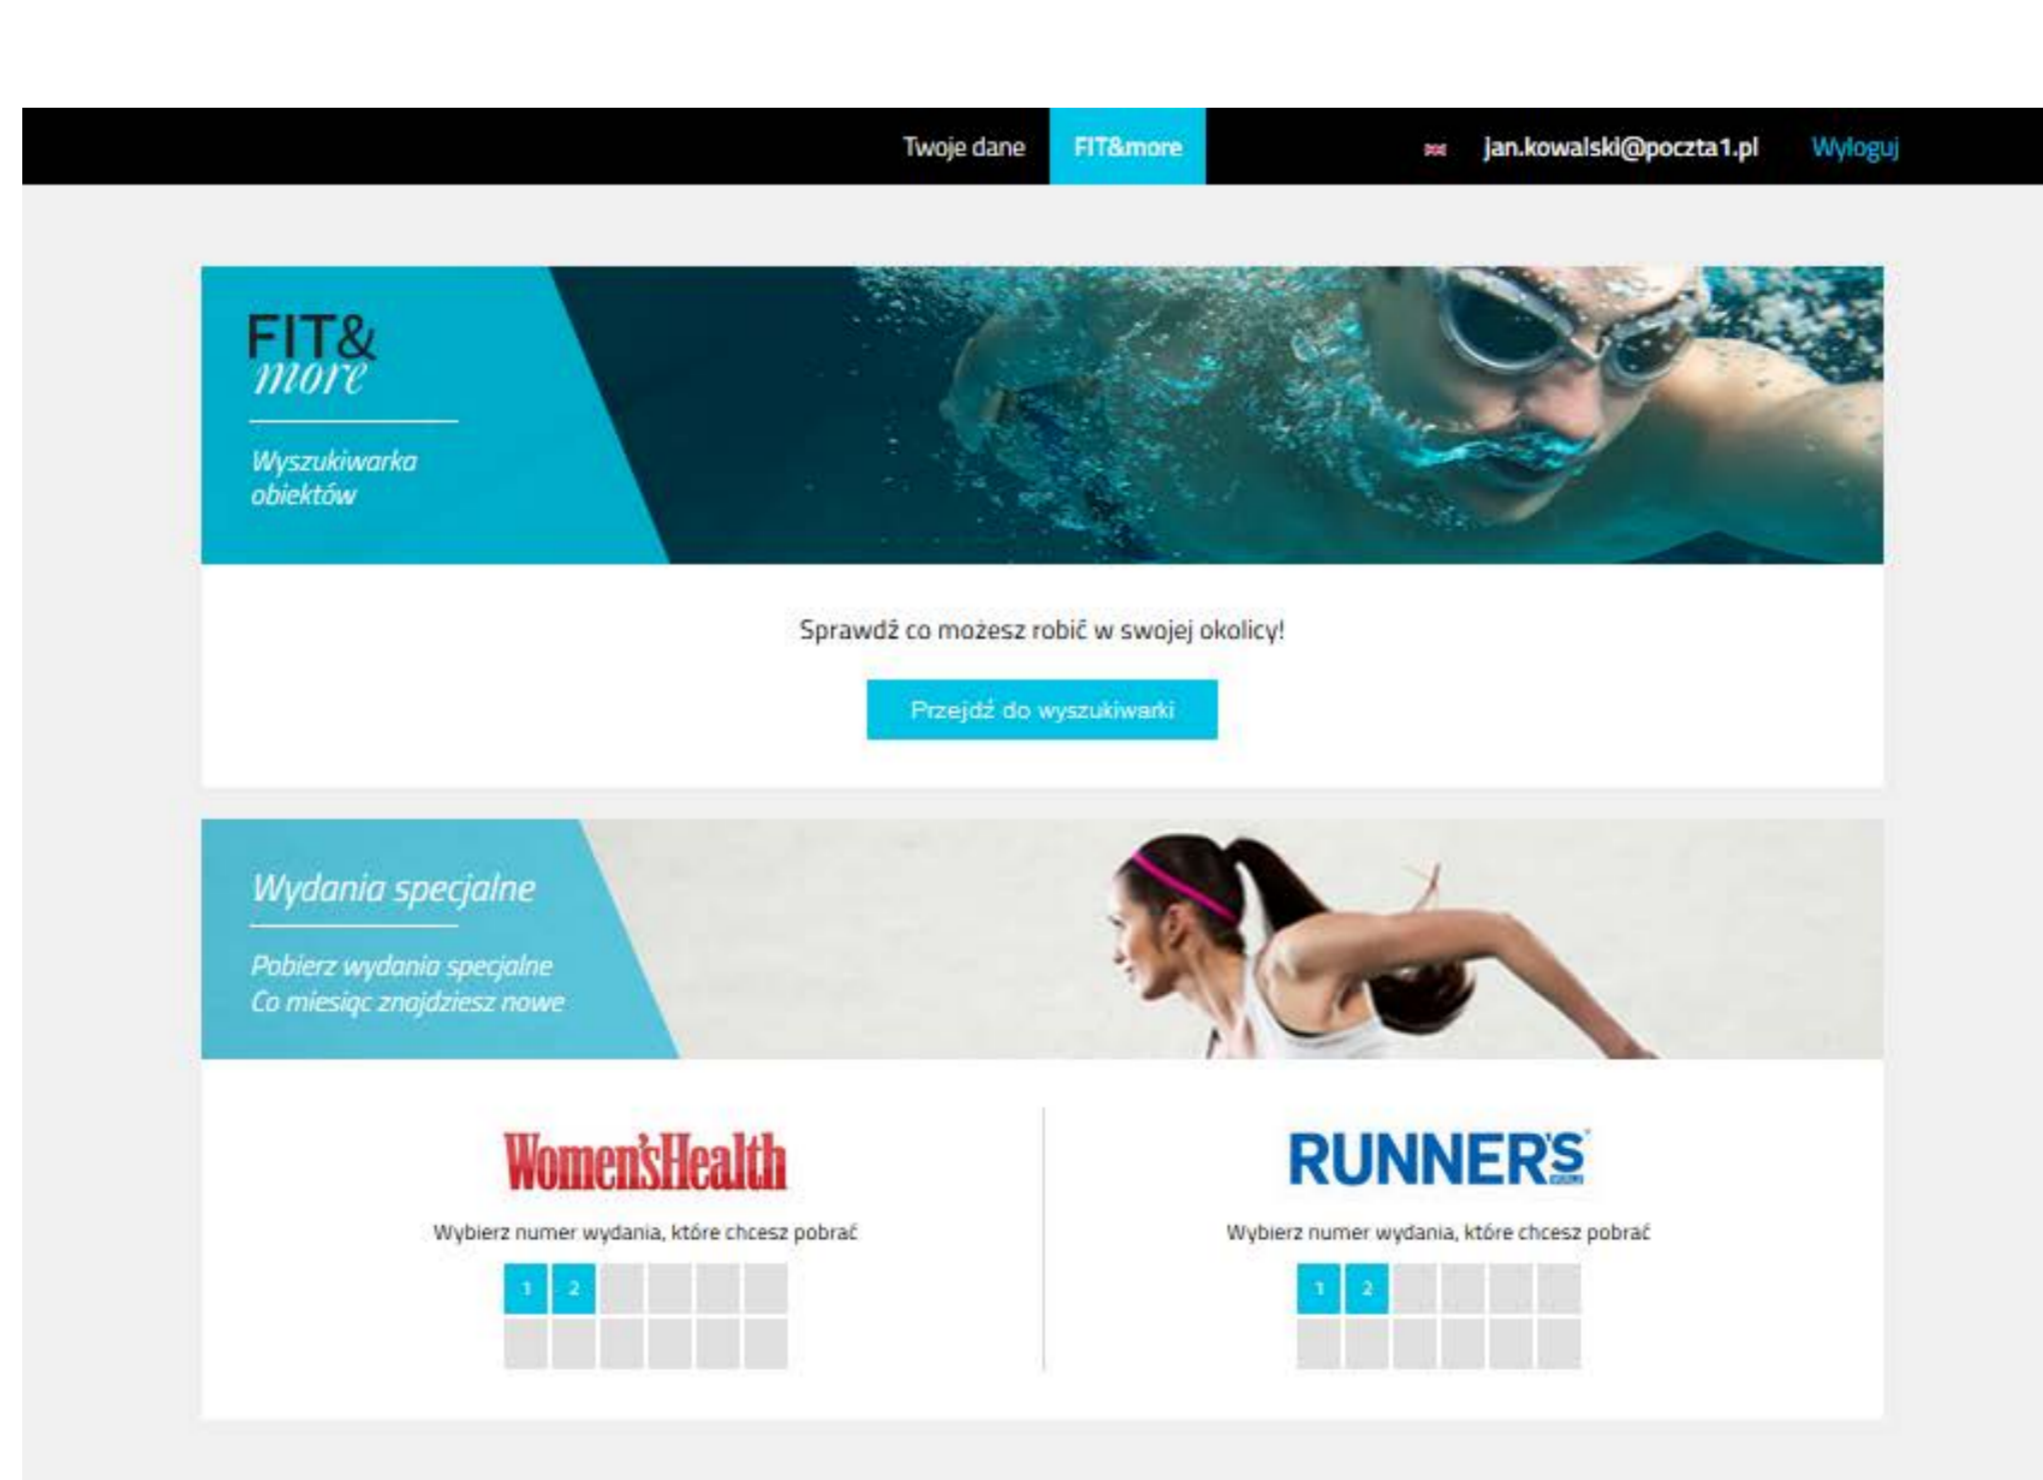 Twoje dane FIT&more jan.kowalski@poczta1.pl Wyloguj
FIT&
more
Wyszukiwarka
obiektów
Sprawdź co możesz robić w swojej okolicy!
Przejdź do wyszukiwarki
Wydania specjalne
Pobierz wydania specjalne
Co miesiąc znajdziesz nowe
Women'sHealth
Wybierz numer wydania, które chcesz pobrać
1 2
RUNNER'S
WORLD
Wybierz numer wydania, które chcesz pobrać
1 2